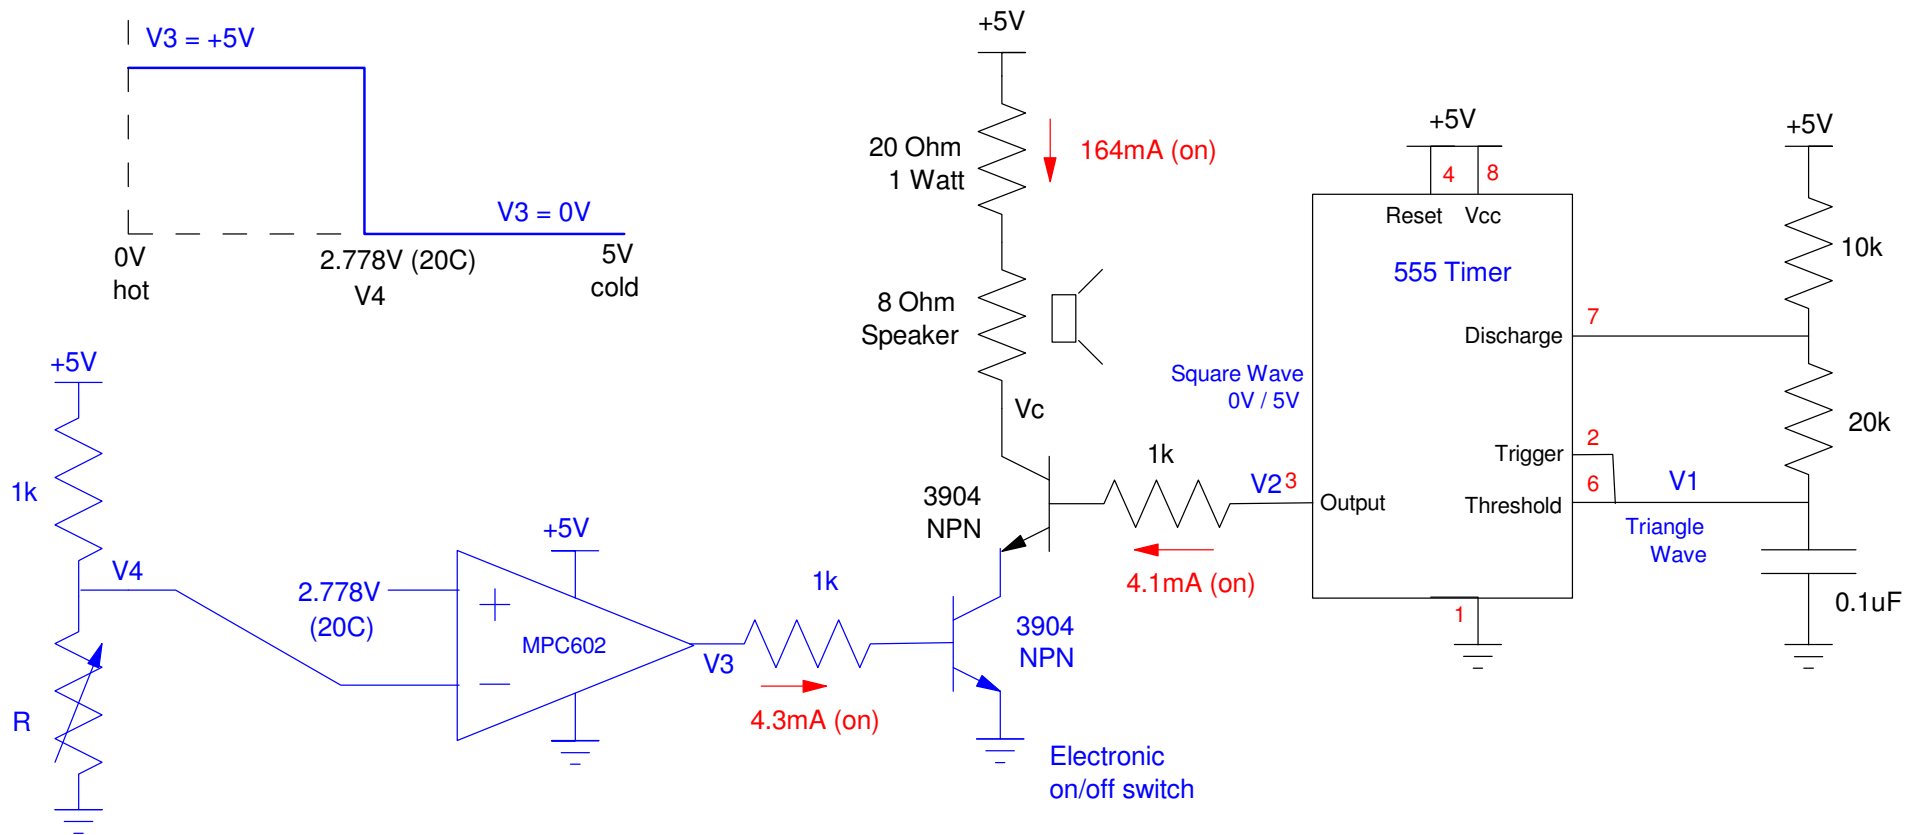 V3 = +5V
V3 = 0V
0V
hot
2.778V (20C)
V4
5V
cold
+5V
1k
V4
R
2.778V
(20C)
+5V
+
−
MPC602
V3
1k
4.3mA (on)
3904
NPN
Electronic
on/off switch
+5V
20 Ohm
1 Watt
164mA (on)
8 Ohm
Speaker
Vc
3904
NPN
1k
4.1mA (on)
V2
3
Square Wave
0V / 5V
+5V
4
8
Reset
Vcc
555 Timer
Discharge
7
Trigger
2
Threshold
6
Output
1
V1
Triangle
Wave
+5V
10k
20k
0.1uF